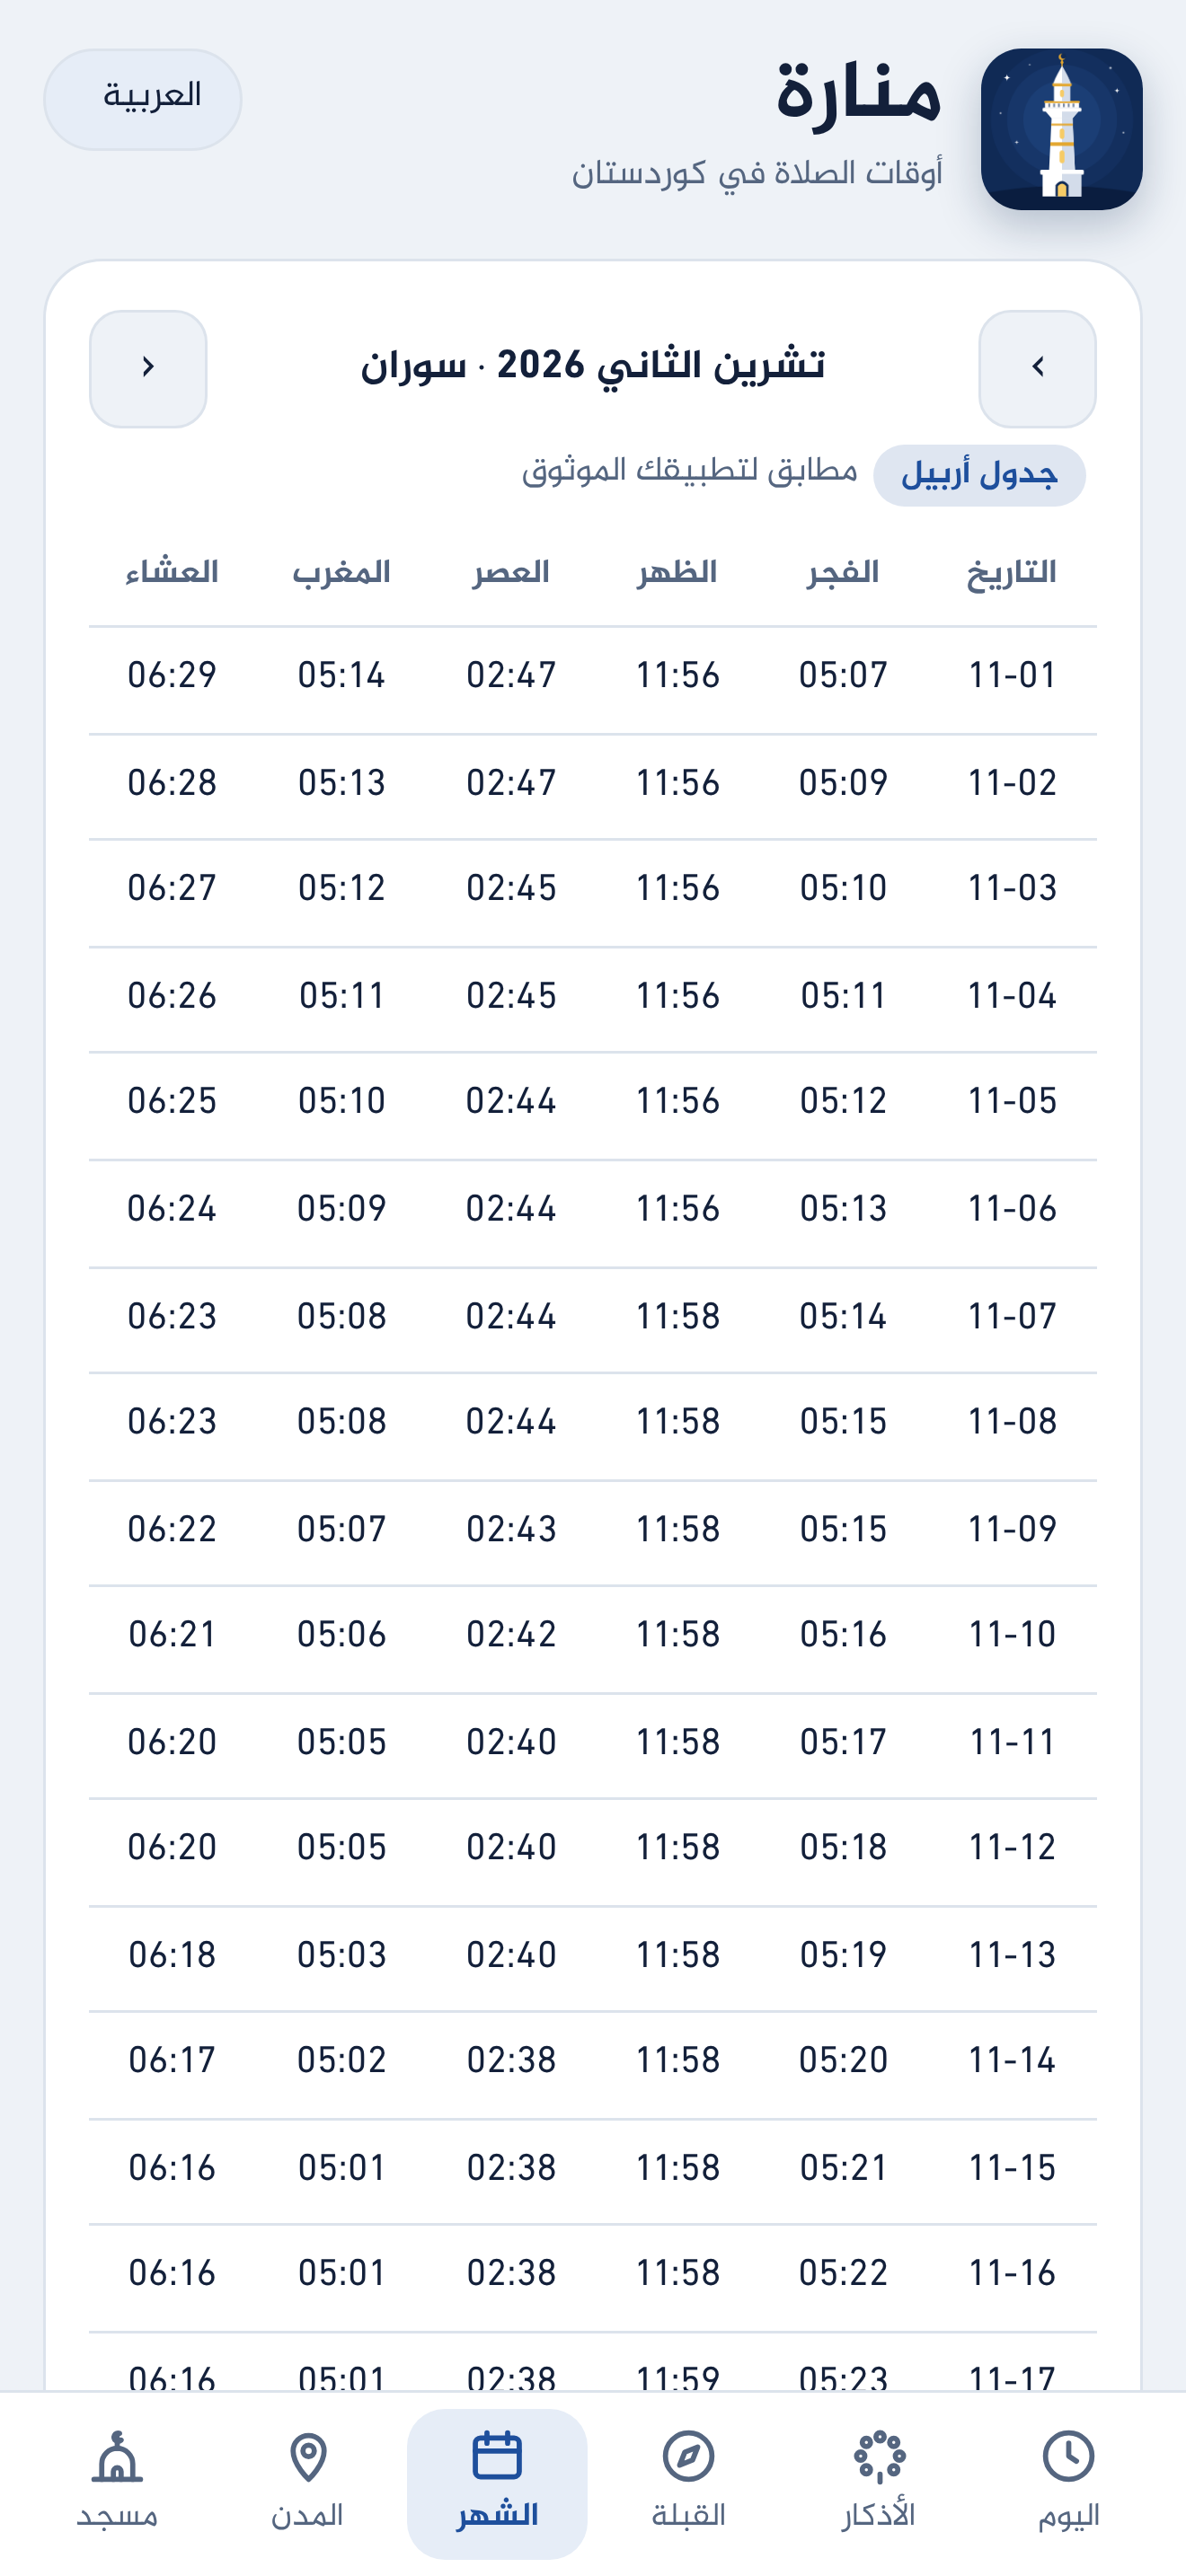 منارة
أوقات الصلاة في كوردستان
العربية
تشرين الثاني 2026 · سوران
جدول أربيل مطابق لتطبيقك الموثوق
التاريخ الفجر الظهر العصر المغرب العشاء
11-01 05:07 11:56 02:47 05:14 06:29
11-02 05:09 11:56 02:47 05:13 06:28
11-03 05:10 11:56 02:45 05:12 06:27
11-04 05:11 11:56 02:45 05:11 06:26
11-05 05:12 11:56 02:44 05:10 06:25
11-06 05:13 11:56 02:44 05:09 06:24
11-07 05:14 11:58 02:44 05:08 06:23
11-08 05:15 11:58 02:44 05:08 06:23
11-09 05:15 11:58 02:43 05:07 06:22
11-10 05:16 11:58 02:42 05:06 06:21
11-11 05:17 11:58 02:40 05:05 06:20
11-12 05:18 11:58 02:40 05:05 06:20
11-13 05:19 11:58 02:40 05:03 06:18
11-14 05:20 11:58 02:38 05:02 06:17
11-15 05:21 11:58 02:38 05:01 06:16
11-16 05:22 11:58 02:38 05:01 06:16
11-17 05:23 11:59 02:38 05:01 06:16
اليوم الأذكار القبلة الشهر المدن مسجد